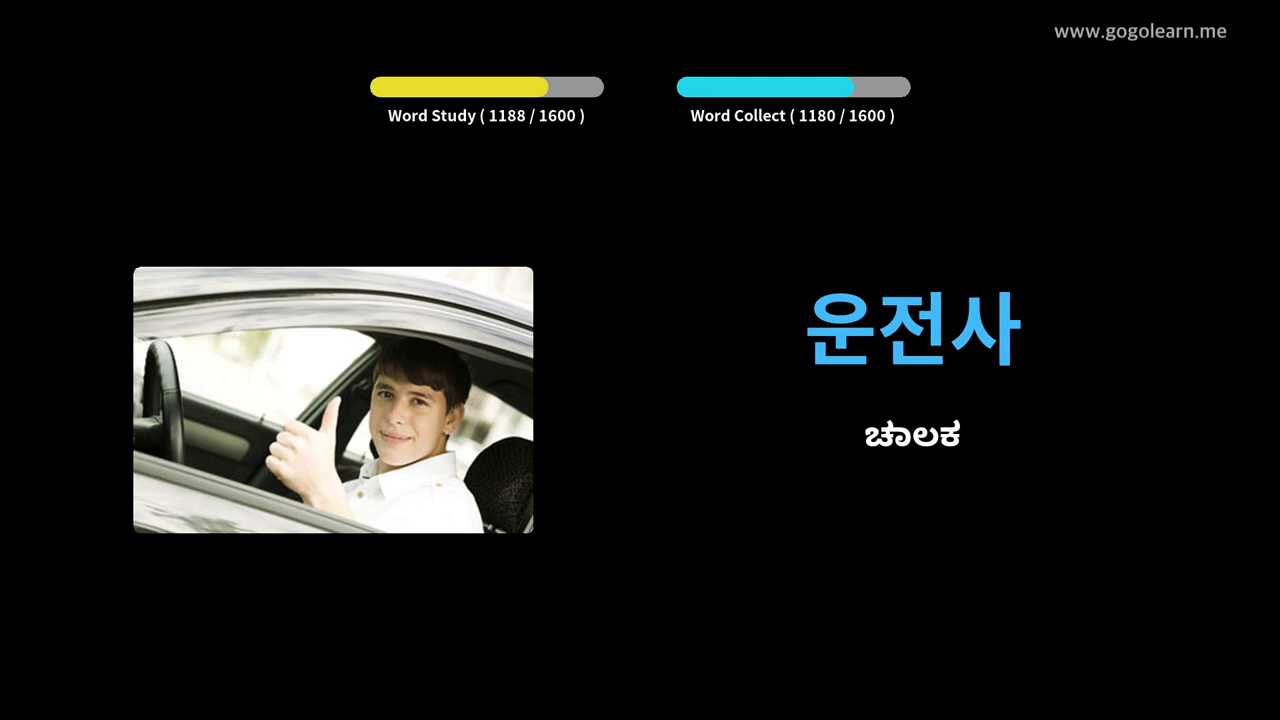 www.gogolearn.me
Word Study ( 1188 / 1600 )
Word Collect ( 1180 / 1600 )
운전사
ಚಾಲಕ